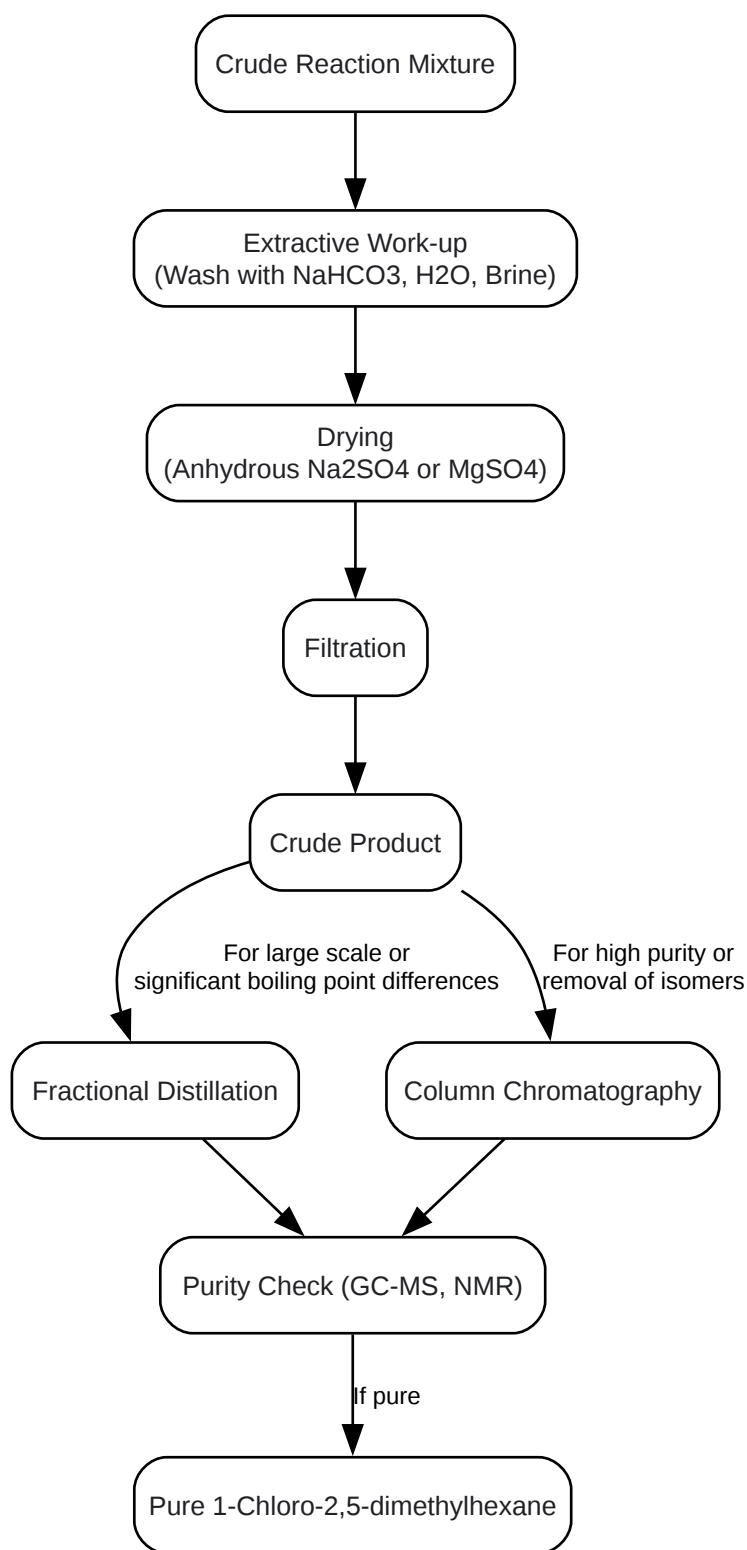 Crude Reaction Mixture
Extractive Work-up
(Wash with NaHCO3, H2O, Brine)
Drying
(Anhydrous Na2SO4 or MgSO4)
Filtration
Crude Product
For large scale or
significant boiling point differences
For high purity or
removal of isomers
Fractional Distillation
Column Chromatography
Purity Check (GC-MS, NMR)
If pure
Pure 1-Chloro-2,5-dimethylhexane